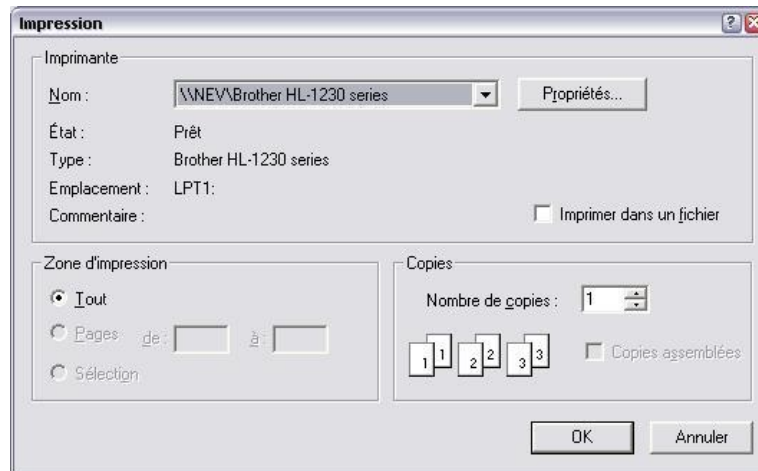 Impression
Imprimante
Nom : \\NEV\Brother HL-1230 series Propriétés...
État : Prêt
Type : Brother HL-1230 series
Emplacement : LPT1:
Commentaire : Imprimer dans un fichier
Zone d'impression
Tout
Pages de : à :
Sélection
Copies
Nombre de copies : 1
1 1 2 2 3 3 Copies assemblées
OK Annuler